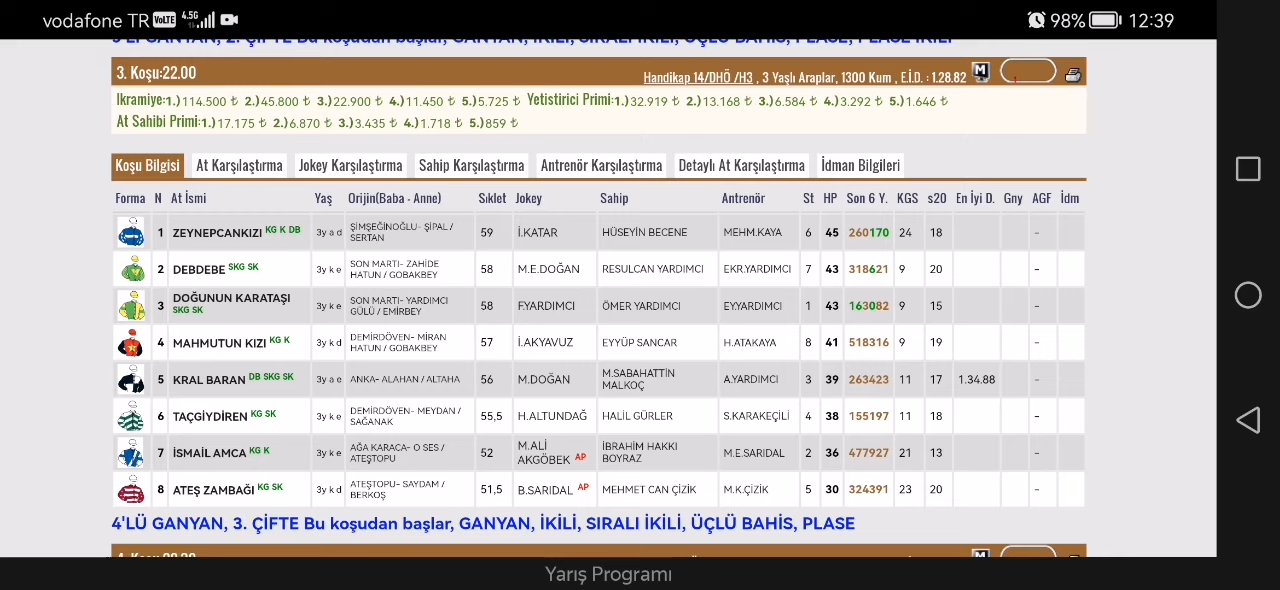 vodafone TR VoLTE 4.5G 98% 12:39
3. Koşu:22.00 Handikap 14/DHÖ /H3 , 3 Yaşlı Araplar, 1300 Kum , E.İ.D. : 1.28.82 M
Ikramiye:1.)114.500 ₺ 2.)45.800 ₺ 3.)22.900 ₺ 4.)11.450 ₺ 5.)5.725 ₺ Yetistirici Primi:1.)32.919 ₺ 2.)13.168 ₺ 3.)6.584 ₺ 4.)3.292 ₺ 5.)1.646 ₺
At Sahibi Primi:1.)17.175 ₺ 2.)6.870 ₺ 3.)3.435 ₺ 4.)1.718 ₺ 5.)859 ₺
Koşu Bilgisi At Karşılaştırma Jokey Karşılaştırma Sahip Karşılaştırma Antrenör Karşılaştırma Detaylı At Karşılaştırma İdman Bilgileri
Forma N At İsmi Yaş Orijin(Baba - Anne) Sıklet Jokey Sahip Antrenör St HP Son 6 Y. KGS s20 En İyi D. Gny AGF İdm
1 ZEYNEPCANKIZI KG K DB 3y a d ŞİMŞEĞİNOĞLU- ŞİPAL / SERTAN 59 İ.KATAR HÜSEYİN BECENE MEHM.KAYA 6 45 260170 24 18 -
2 DEBDEBE SKG SK 3y k e SON MARTI- ZAHİDE HATUN / GOBAKBEY 58 M.E.DOĞAN RESULCAN YARDIMCI EKR.YARDIMCI 7 43 318621 9 20 -
3 DOĞUNUN KARATAŞI SKG SK 3y k e SON MARTI- YARDIMCI GÜLÜ / EMİRBEY 58 F.YARDIMCI ÖMER YARDIMCI EY.YARDIMCI 1 43 163082 9 15 -
4 MAHMUTUN KIZI KG K 3y k d DEMİRDÖVEN- MİRAN HATUN / GOBAKBEY 57 İ.AKYAVUZ EYYÜP SANCAR H.ATAKAYA 8 41 518316 9 19 -
5 KRAL BARAN DB SKG SK 3y a e ANKA- ALAHAN / ALTAHA 56 M.DOĞAN M.SABAHATTİN MALKOÇ A.YARDIMCI 3 39 263423 11 17 1.34.88 -
6 TAÇGİYDİREN KG SK 3y k e DEMİRDÖVEN- MEYDAN / SAĞANAK 55,5 H.ALTUNDAĞ HALİL GÜRLER S.KARAKEÇİLİ 4 38 155197 11 18 -
7 İSMAİL AMCA KG K 3y k e AĞA KARACA- O SES / ATEŞTOPU 52 M.ALİ AKGÖBEK AP İBRAHİM HAKKI BOYRAZ M.E.SARIDAL 2 36 477927 21 13 -
8 ATEŞ ZAMBAĞI KG SK 3y k d ATEŞTOPU- SAYDAM / BERKOŞ 51,5 B.SARIDAL AP MEHMET CAN ÇİZİK M.K.ÇİZİK 5 30 324391 23 20 -
4'LÜ GANYAN, 3. ÇİFTE Bu koşudan başlar, GANYAN, İKİLİ, SIRALI İKİLİ, ÜÇLÜ BAHİS, PLASE
Yarış Programı